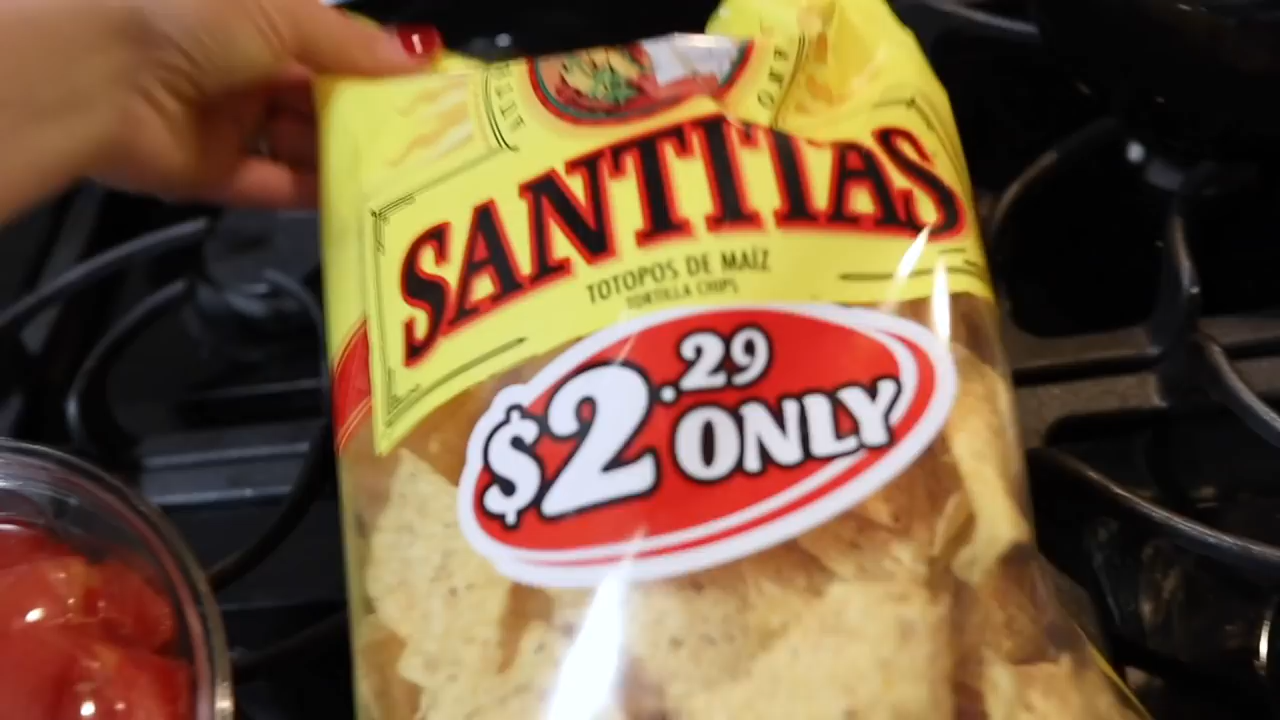 SANTITAS
TOTOPOS DE MAÍZ
TORTILLA CHIPS
$2.29
ONLY